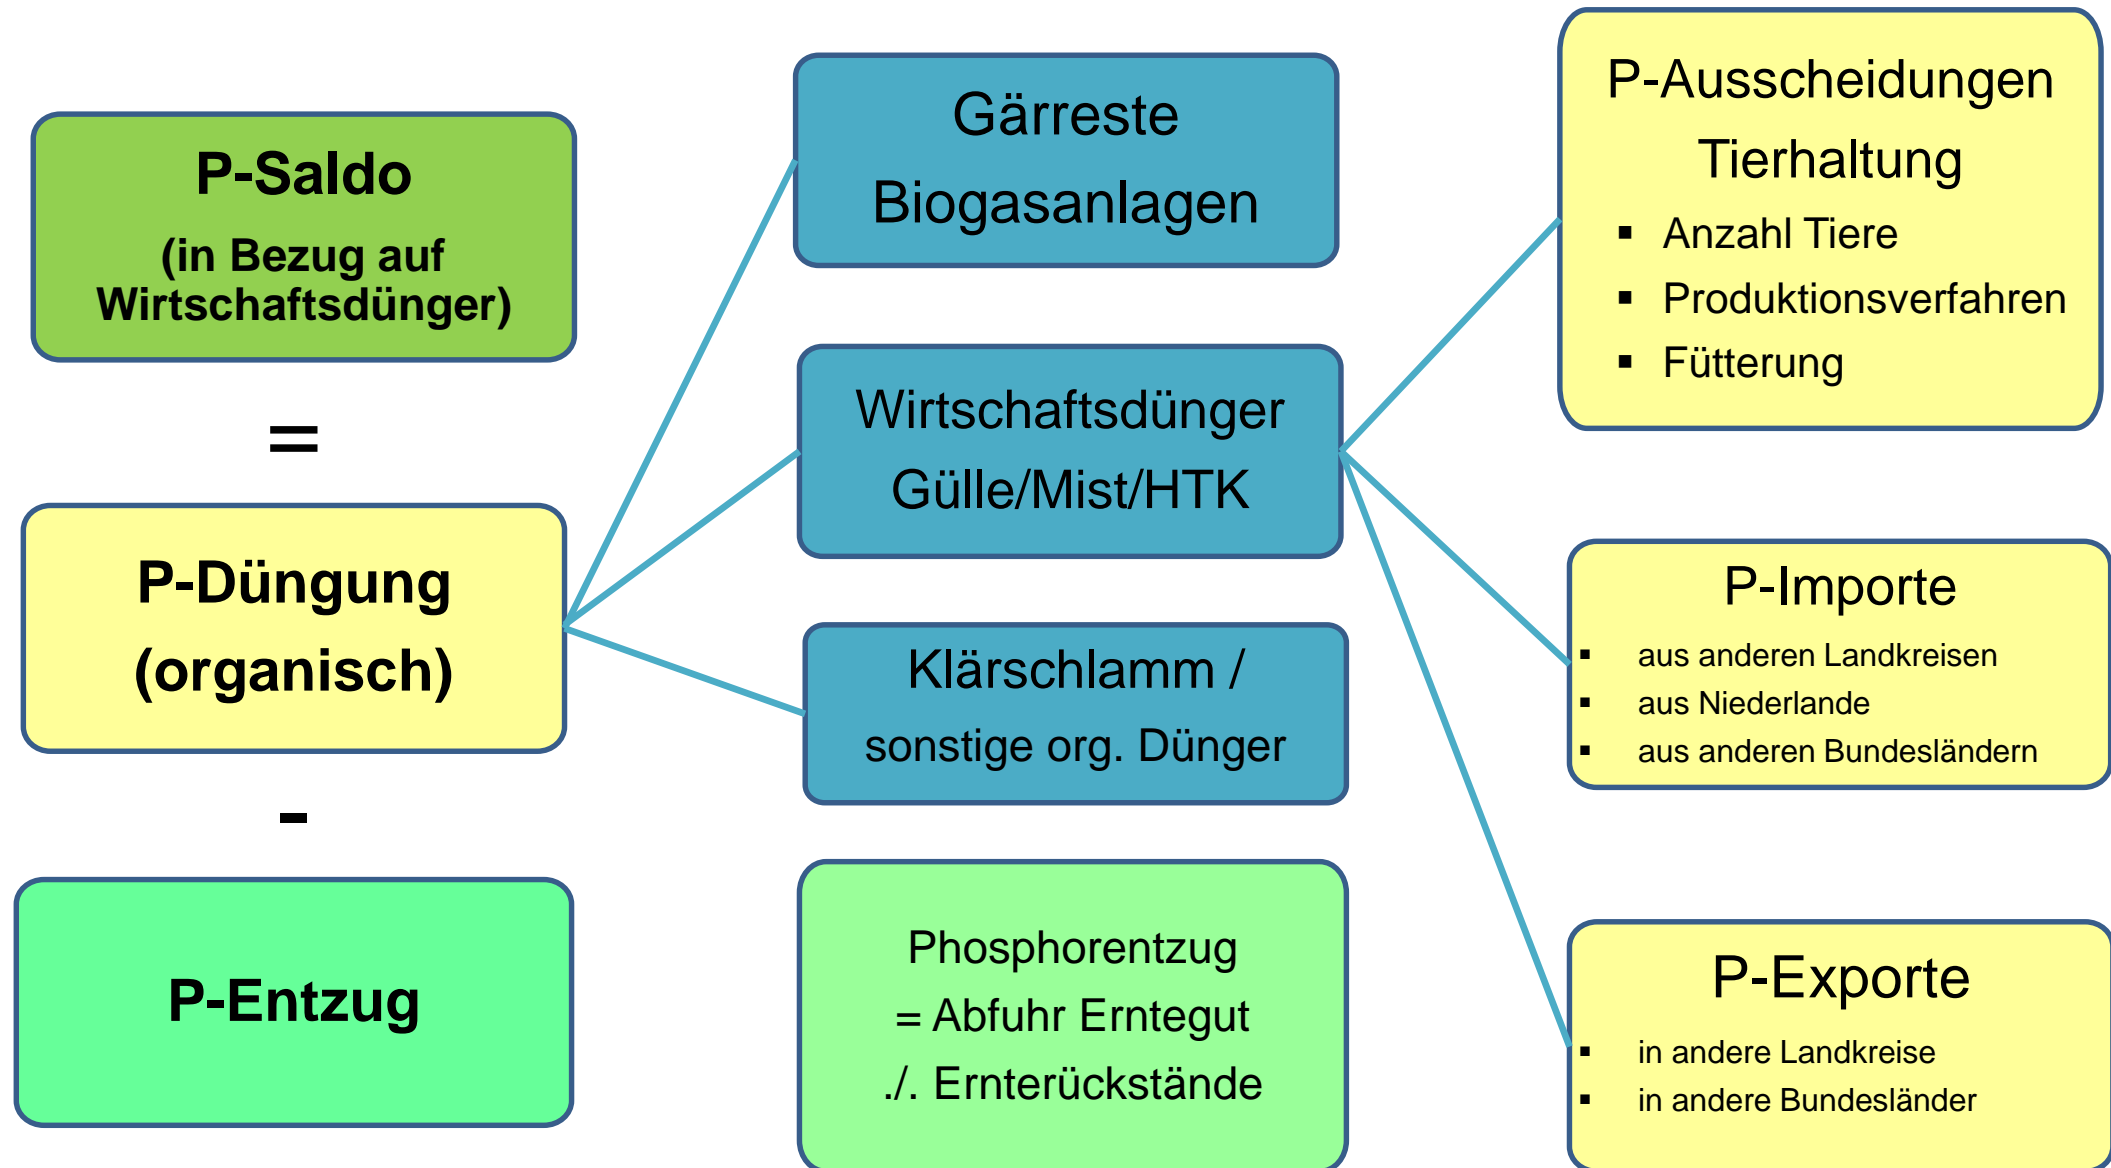 P-Saldo
(in Bezug auf
Wirtschaftsdünger)
=
P-Düngung
(organisch)
-
P-Entzug
Gärreste
Biogasanlagen
Wirtschaftsdünger
Gülle/Mist/HTK
Klärschlamm /
sonstige org. Dünger
Phosphorentzug
= Abfuhr Erntegut
./. Ernterückstände
P-Ausscheidungen
Tierhaltung
▪ Anzahl Tiere
▪ Produktionsverfahren
▪ Fütterung
P-Importe
▪ aus anderen Landkreisen
▪ aus Niederlande
▪ aus anderen Bundesländern
P-Exporte
▪ in andere Landkreise
▪ in andere Bundesländer